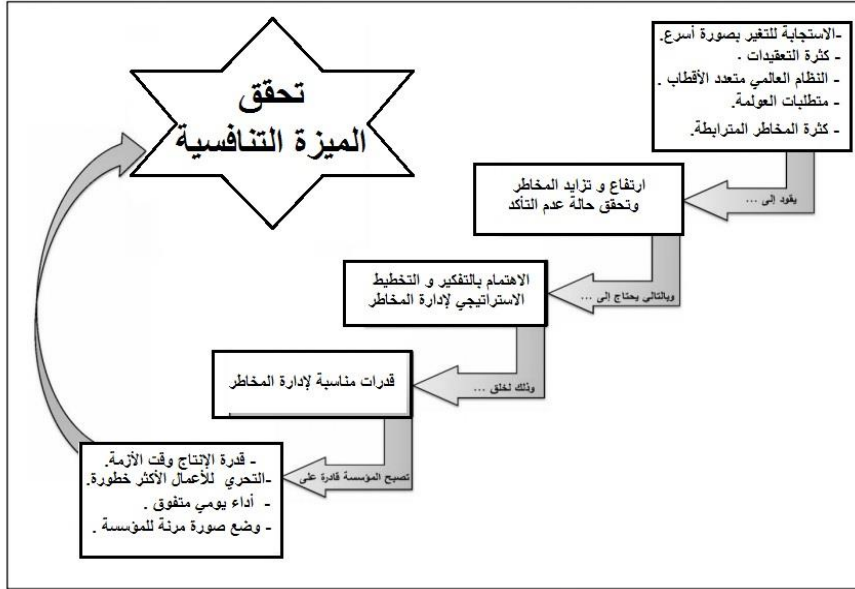 -الاستجابة للتغير بصورة أسرع.
- كثرة التعقيدات .
- النظام العالمي متعدد الأقطاب .
- متطلبات العولمة.
- كثرة المخاطر المترابطة.
يقود إلى ...
ارتفاع و تزايد المخاطر
وتحقق حالة عدم التأكد
وبالتالي يحتاج إلى ...
الاهتمام بالتفكير و التخطيط
الاستراتيجي لإدارة المخاطر
وذلك لخلق ...
قدرات مناسبة لإدارة المخاطر
تصبح المؤسسة قادرة على
- قدرة الإنتاج وقت الأزمة.
-التحري للأعمال الأكثر خطورة.
- أداء يومي متفوق .
- وضع صورة مرنة للمؤسسة .
تحقق
الميزة التنافسية